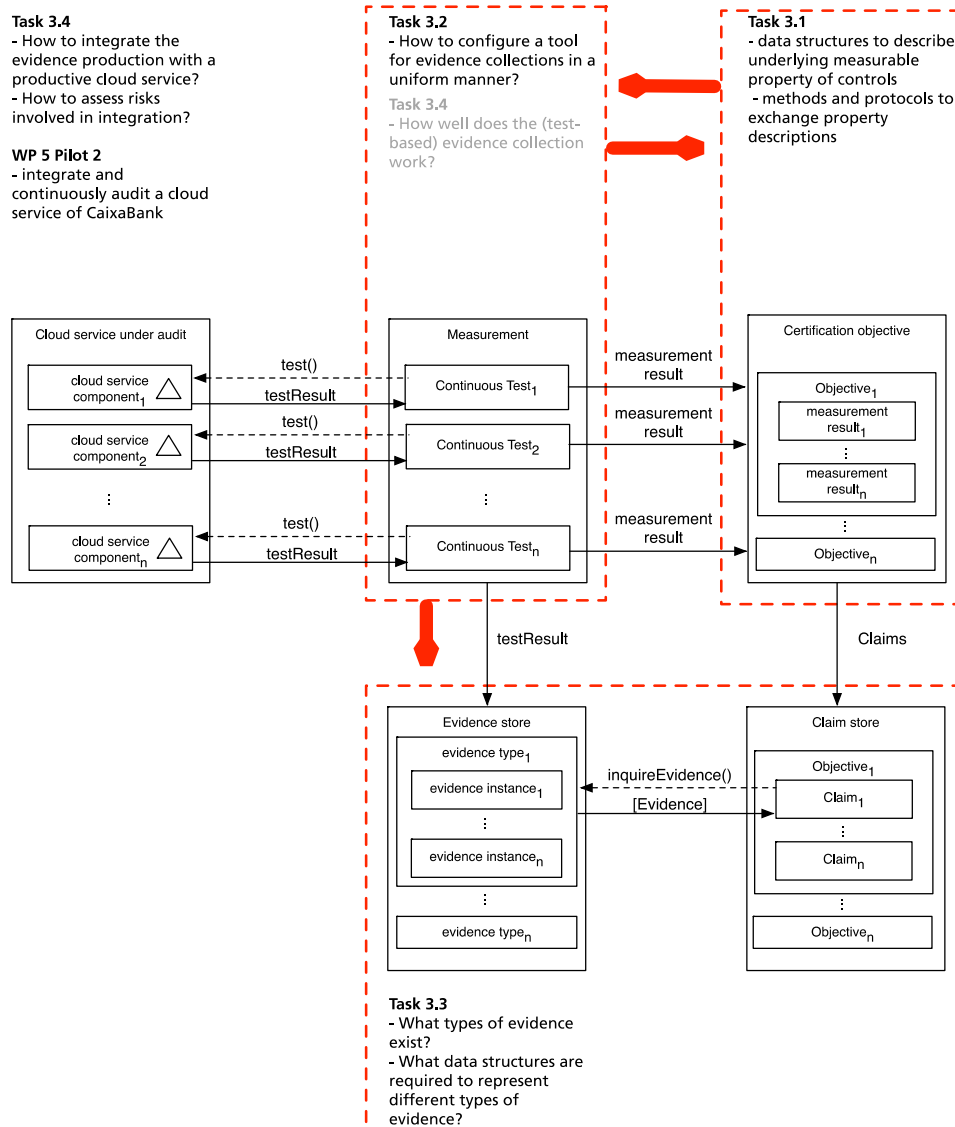 Task 3.4
- How to integrate the
evidence production with a
productive cloud service?
- How to assess risks
involved in integration?
WP 5 Pilot 2
- integrate and
continuously audit a cloud
service of CaixaBank
Task 3.2
- How to configure a tool
for evidence collections in a
uniform manner?
Task 3.4
- How well does the (test-
based) evidence collection
work?
Task 3.1
- data structures to describe
underlying measurable
property of controls
- methods and protocols to
exchange property
descriptions
Cloud service under audit
cloud service
component1
cloud service
component2
...
cloud service
componentn
test()
testResult
test()
testResult
test()
testResult
Measurement
Continuous Test1
Continuous Test2
...
Continuous Testn
measurement
result
measurement
result
measurement
result
Certification objective
Objective1
measurement
result1
...
measurement
resultn
...
Objectiven
testResult
Claims
Evidence store
evidence type1
evidence instance1
...
evidence instancen
...
evidence typen
inquireEvidence()
[Evidence]
Claim store
Objective1
Claim1
...
Claimn
...
Objectiven
Task 3.3
- What types of evidence
exist?
- What data structures are
required to represent
different types of
evidence?